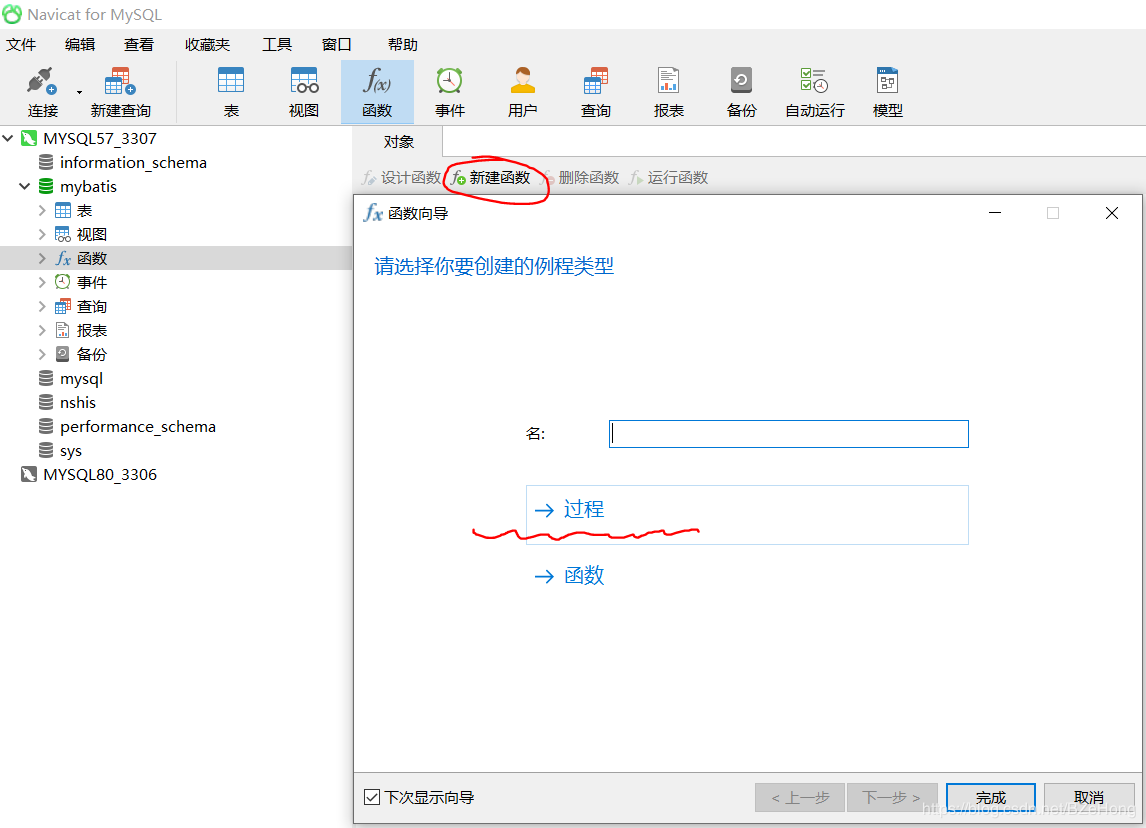 Navicat for MySQL
文件 编辑 查看 收藏夹 工具 窗口 帮助
连接 新建查询 表 视图 函数 事件 用户 查询 报表 备份 自动运行 模型
MYSQL57_3307
information_schema
mybatis
表
视图
函数
事件
查询
报表
备份
mysql
nshis
performance_schema
sys
MYSQL80_3306
对象
设计函数 新建函数 删除函数 运行函数
函数向导
请选择你要创建的例程类型
名:
过程
函数
下次显示向导
< 上一步 下一步 > 完成 取消
https://blog.csdn.net/BzeHong